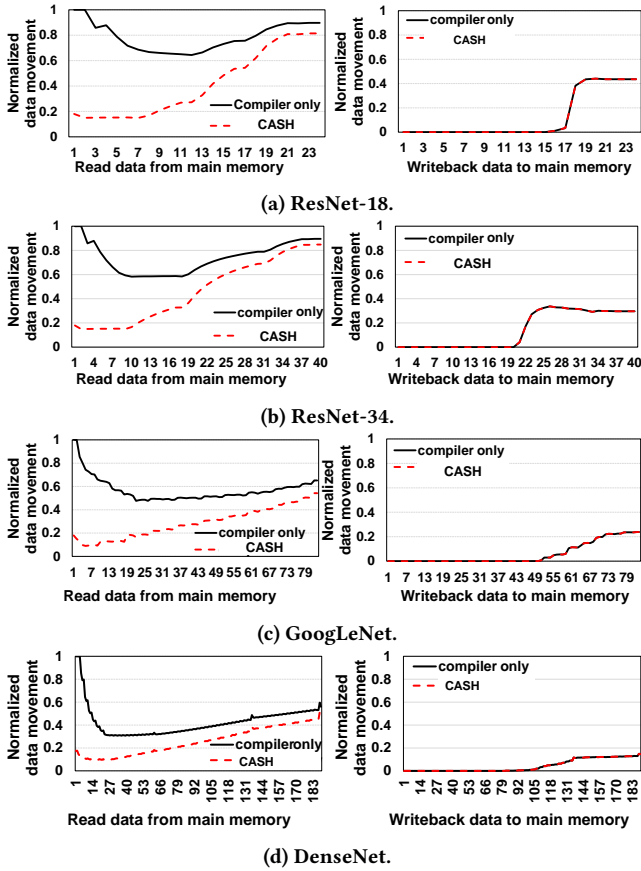 Normalized
data movement
1
0.8
0.6
0.4
0.2
0
compiler only
CASH
1 3 5 7 9 11 13 15 17 19 21 23
Read data from main memory
Normalized
data movement
1
0.8
0.6
0.4
0.2
0
compiler only
CASH
1 3 5 7 9 11 13 15 17 19 21 23
Writeback data to main memory
(a) ResNet-18.
Normalized
data movement
1
0.8
0.6
0.4
0.2
0
compiler only
CASH
1 4 7 10 13 16 19 22 25 28 31 34 37 40
Read data from main memory
Normalized
data movement
1
0.8
0.6
0.4
0.2
0
compiler only
CASH
1 4 7 10 13 16 19 22 25 28 31 34 37 40
Writeback data to main memory
(b) ResNet-34.
Normalized
data movement
1
0.8
0.6
0.4
0.2
0
compiler only
CASH
1 7 13 19 25 31 37 43 49 55 61 67 73 79
Read data from main memory
Normalized
data movement
1
0.8
0.6
0.4
0.2
0
compiler only
CASH
1 7 13 19 25 31 37 43 49 55 61 67 73 79
Writeback data to main memory
(c) GoogLeNet.
Normalized
data movement
1
0.8
0.6
0.4
0.2
0
compiler only
CASH
1 14 27 40 53 66 79 92 105 118 131 144 157 170 183
Read data from main memory
Normalized
data movement
1
0.8
0.6
0.4
0.2
0
compiler only
CASH
1 14 27 40 53 66 79 92 105 118 131 144 157 170 183
Writeback data to main memory
(d) DenseNet.